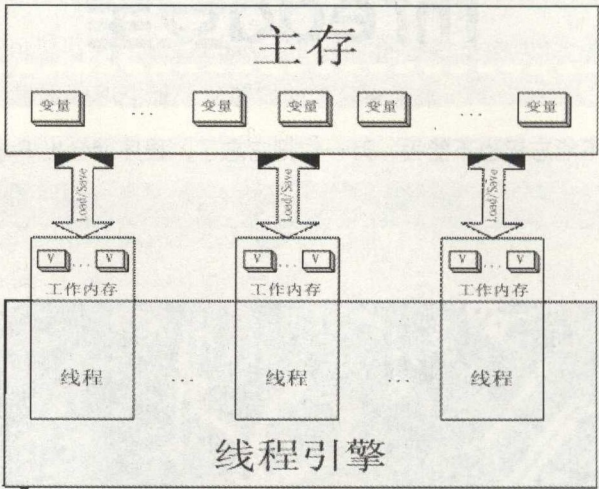 主存
变量 ... 变量 变量 变量 ... 变量
Load/Save Load/Save Load/Save
V ... V V ... V V ... V
工作内存 工作内存 工作内存
线程 ... 线程 ... 线程
线程引擎